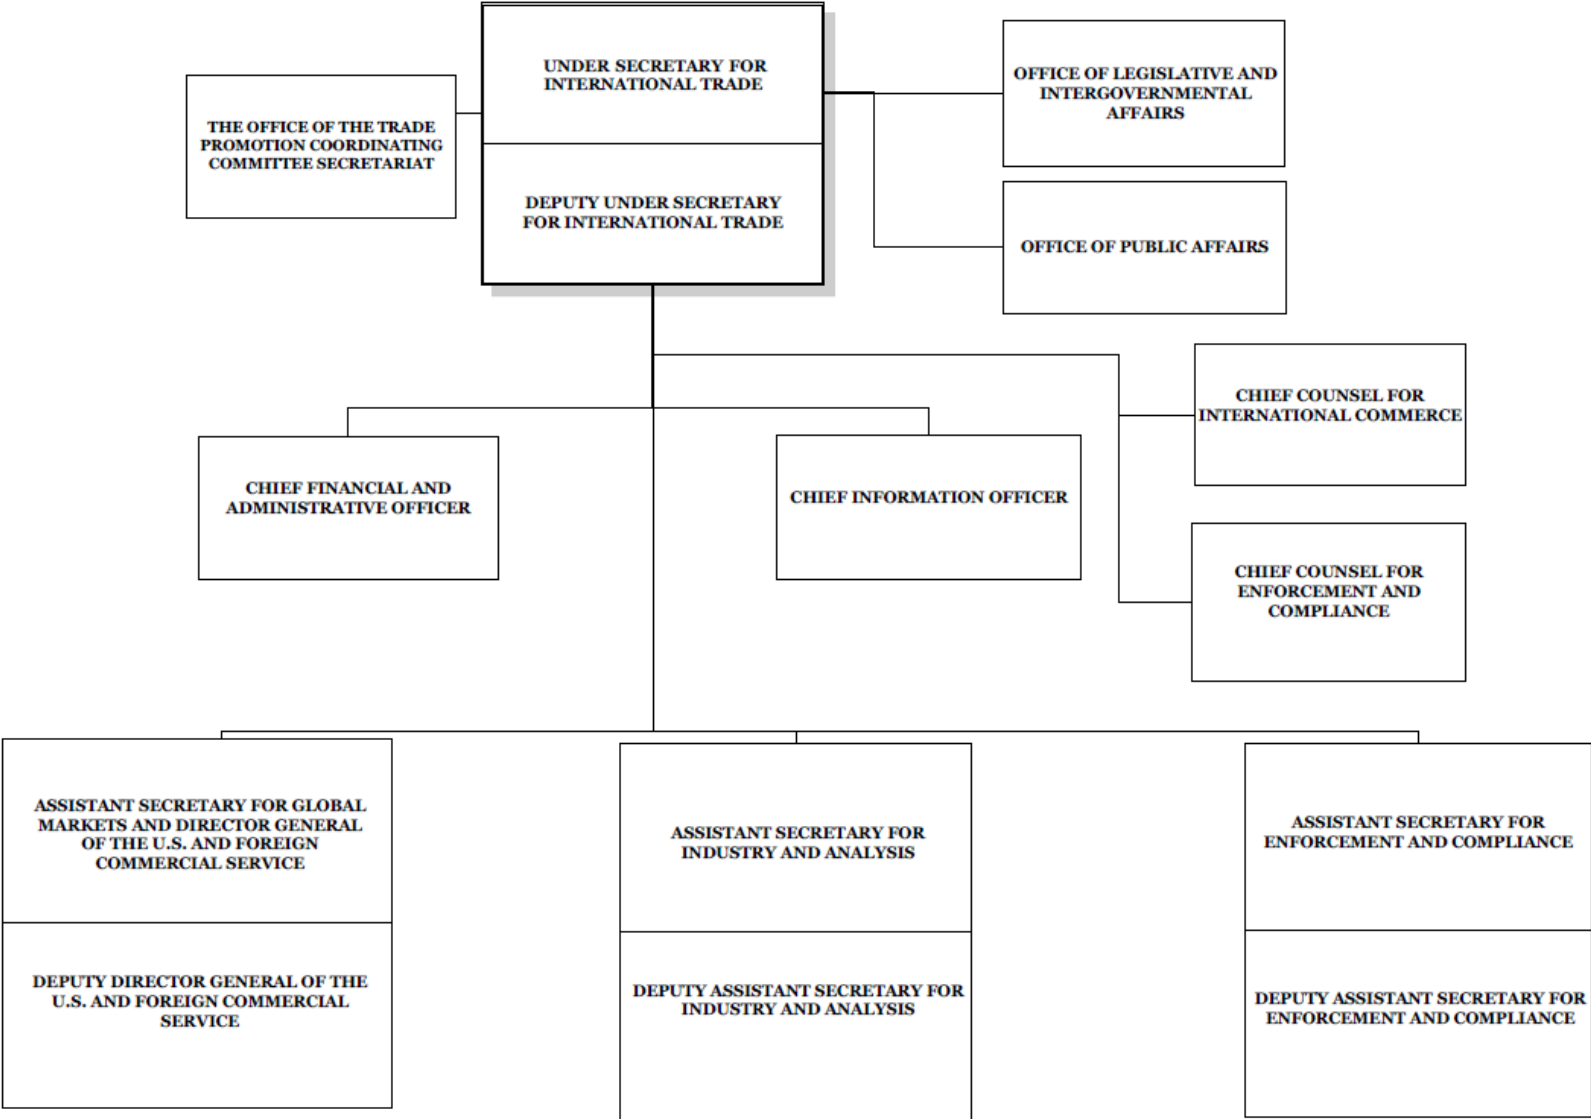 UNDER SECRETARY FOR
INTERNATIONAL TRADE
DEPUTY UNDER SECRETARY
FOR INTERNATIONAL TRADE
THE OFFICE OF THE TRADE
PROMOTION COORDINATING
COMMITTEE SECRETARIAT
OFFICE OF LEGISLATIVE AND
INTERGOVERNMENTAL
AFFAIRS
OFFICE OF PUBLIC AFFAIRS
CHIEF COUNSEL FOR
INTERNATIONAL COMMERCE
CHIEF FINANCIAL AND
ADMINISTRATIVE OFFICER
CHIEF INFORMATION OFFICER
CHIEF COUNSEL FOR
ENFORCEMENT AND
COMPLIANCE
ASSISTANT SECRETARY FOR GLOBAL
MARKETS AND DIRECTOR GENERAL
OF THE U.S. AND FOREIGN
COMMERCIAL SERVICE
DEPUTY DIRECTOR GENERAL OF THE
U.S. AND FOREIGN COMMERCIAL
SERVICE
ASSISTANT SECRETARY FOR
INDUSTRY AND ANALYSIS
DEPUTY ASSISTANT SECRETARY FOR
INDUSTRY AND ANALYSIS
ASSISTANT SECRETARY FOR
ENFORCEMENT AND COMPLIANCE
DEPUTY ASSISTANT SECRETARY FOR
ENFORCEMENT AND COMPLIANCE